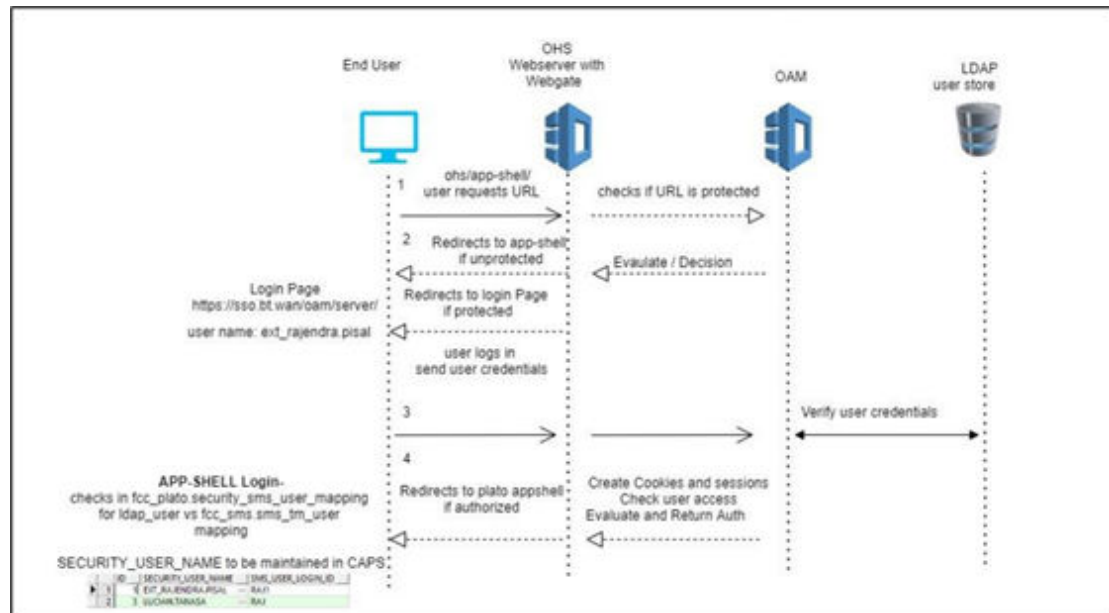 OHS
Webserver with
Webgate
End User
OAM
LDAP
user store
1
ohs/app-shell/
user requests URL
checks if URL is protected
2
Redirects to app-shell
if unprotected
Evaulate / Decision
Login Page
https://sso.bt.wan/oam/server/
user name: ext_rajendra.pisal
Redirects to login Page
if protected
user logs in
send user credentials
3
Verify user credentials
4
APP-SHELL Login-
checks in fcc_plato.security_sms_user_mapping
for ldap_user vs fcc_sms.sms_tm_user
mapping
Redirects to plato appshell
if authorized
Create Cookies and sessions
Check user access
Evaluate and Return Auth
SECURITY_USER_NAME to be maintained in CAPS
ID SECURITY_USER_NAME SMS_USER_LOGIN_ID
1 EXT_RAJENDRA.PISAL
2 3